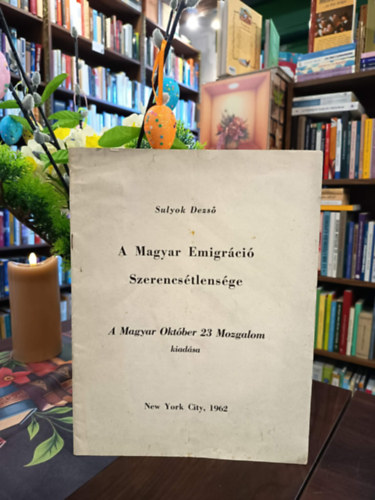 Sulyok Dezső
A Magyar Emigráció
Szerencsétlensége
A Magyar Október 23 Mozgalom
kiadása
New York City, 1962